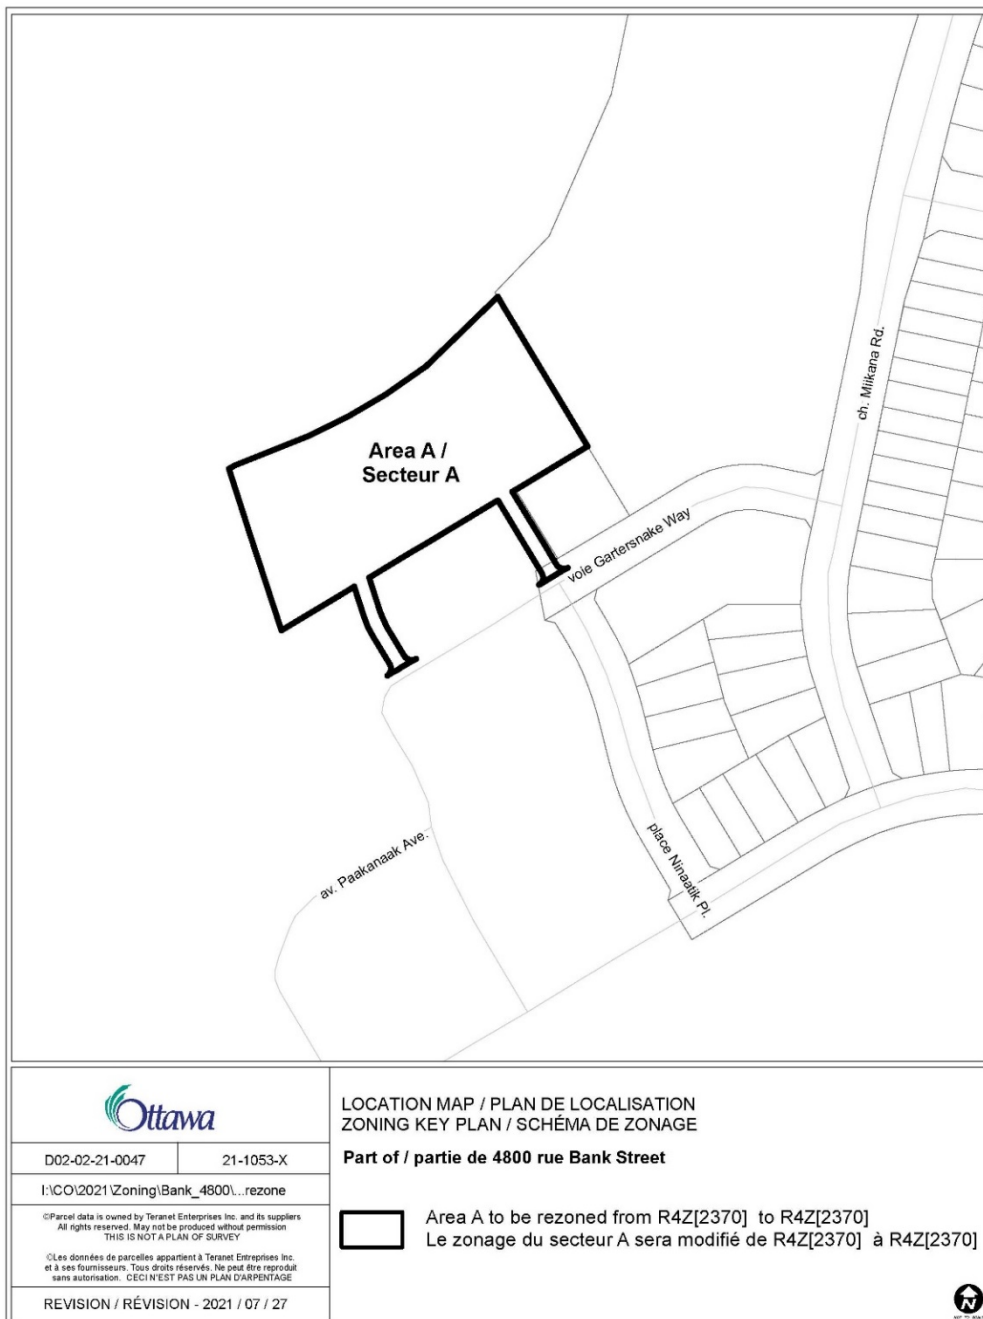 Area A /
Secteur A
ch. Miikana Rd.
voie Gartersnake Way
place Ninaatik Pl.
av. Paakanaak Ave.
Ottawa
D02-02-21-0047
21-1053-X
I:\CO\2021\Zoning\Bank_4800\...rezone
©Parcel data is owned by Teranet Enterprises Inc. and its suppliers
All rights reserved. May not be produced without permission
THIS IS NOT A PLAN OF SURVEY
©Les données de parcelles appartient à Teranet Entreprises Inc.
et à ses fournisseurs. Tous droits réservés. Ne peut être reproduit
sans autorisation. CECI N'EST PAS UN PLAN D'ARPENTAGE
REVISION / RÉVISION - 2021 / 07 / 27
LOCATION MAP / PLAN DE LOCALISATION
ZONING KEY PLAN / SCHÉMA DE ZONAGE
Part of / partie de 4800 rue Bank Street
Area A to be rezoned from R4Z[2370] to R4Z[2370]
Le zonage du secteur A sera modifié de R4Z[2370] à R4Z[2370]
N